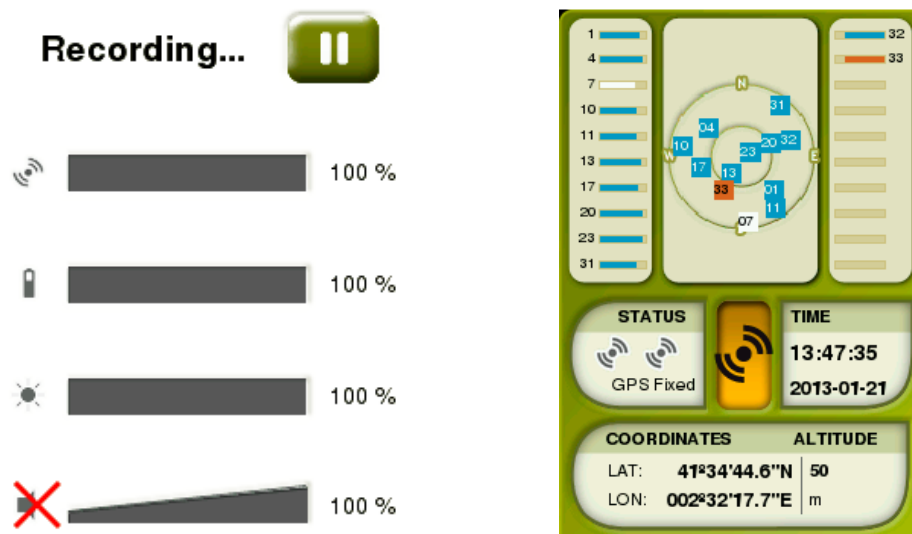 Recording...
100 %
100 %
100 %
100 %
1
4
7
10
11
13
17
20
23
31
N
W
E
31
04
10
20 32
23
17
13
33
01
11
07
32
33
STATUS
GPS Fixed
TIME
13:47:35
2013-01-21
COORDINATES ALTITUDE
LAT: 41º34'44.6"N 50
LON: 002º32'17.7"E m